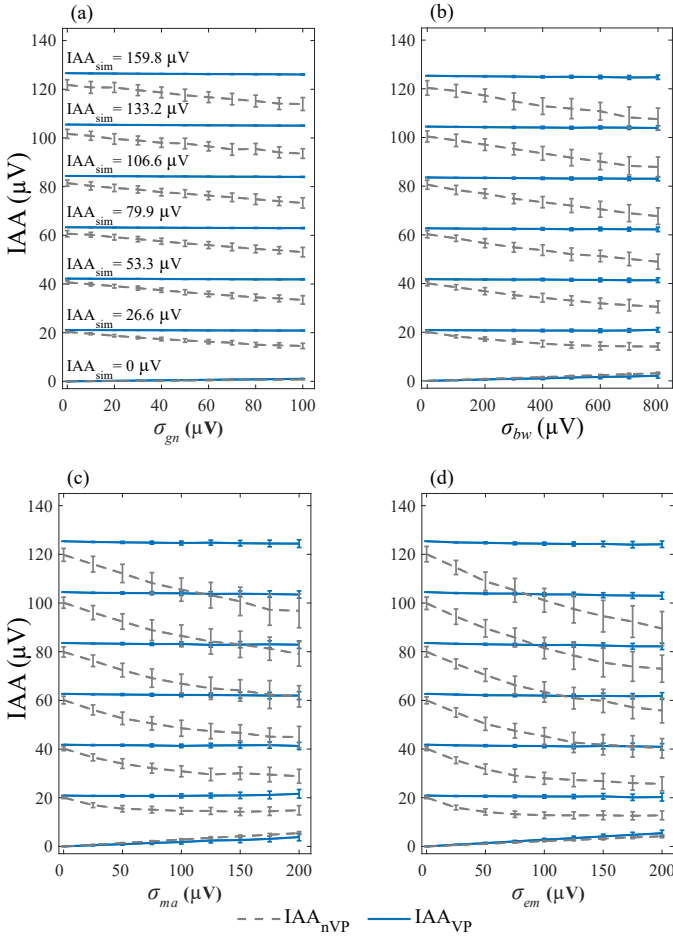 (a)
(b)
IAA (μV)
140
120
100
80
60
40
20
0
IAA_sim = 159.8 μV
IAA_sim = 133.2 μV
IAA_sim = 106.6 μV
IAA_sim = 79.9 μV
IAA_sim = 53.3 μV
IAA_sim = 26.6 μV
IAA_sim = 0 μV
0 20 40 60 80 100
σ_gn (μV)
140
120
100
80
60
40
20
0
200 400 600 800
σ_bw (μV)
(c)
(d)
IAA (μV)
140
120
100
80
60
40
20
0
0 50 100 150 200
σ_ma (μV)
140
120
100
80
60
40
20
0
0 50 100 150 200
σ_em (μV)
IAA_nVP IAA_VP